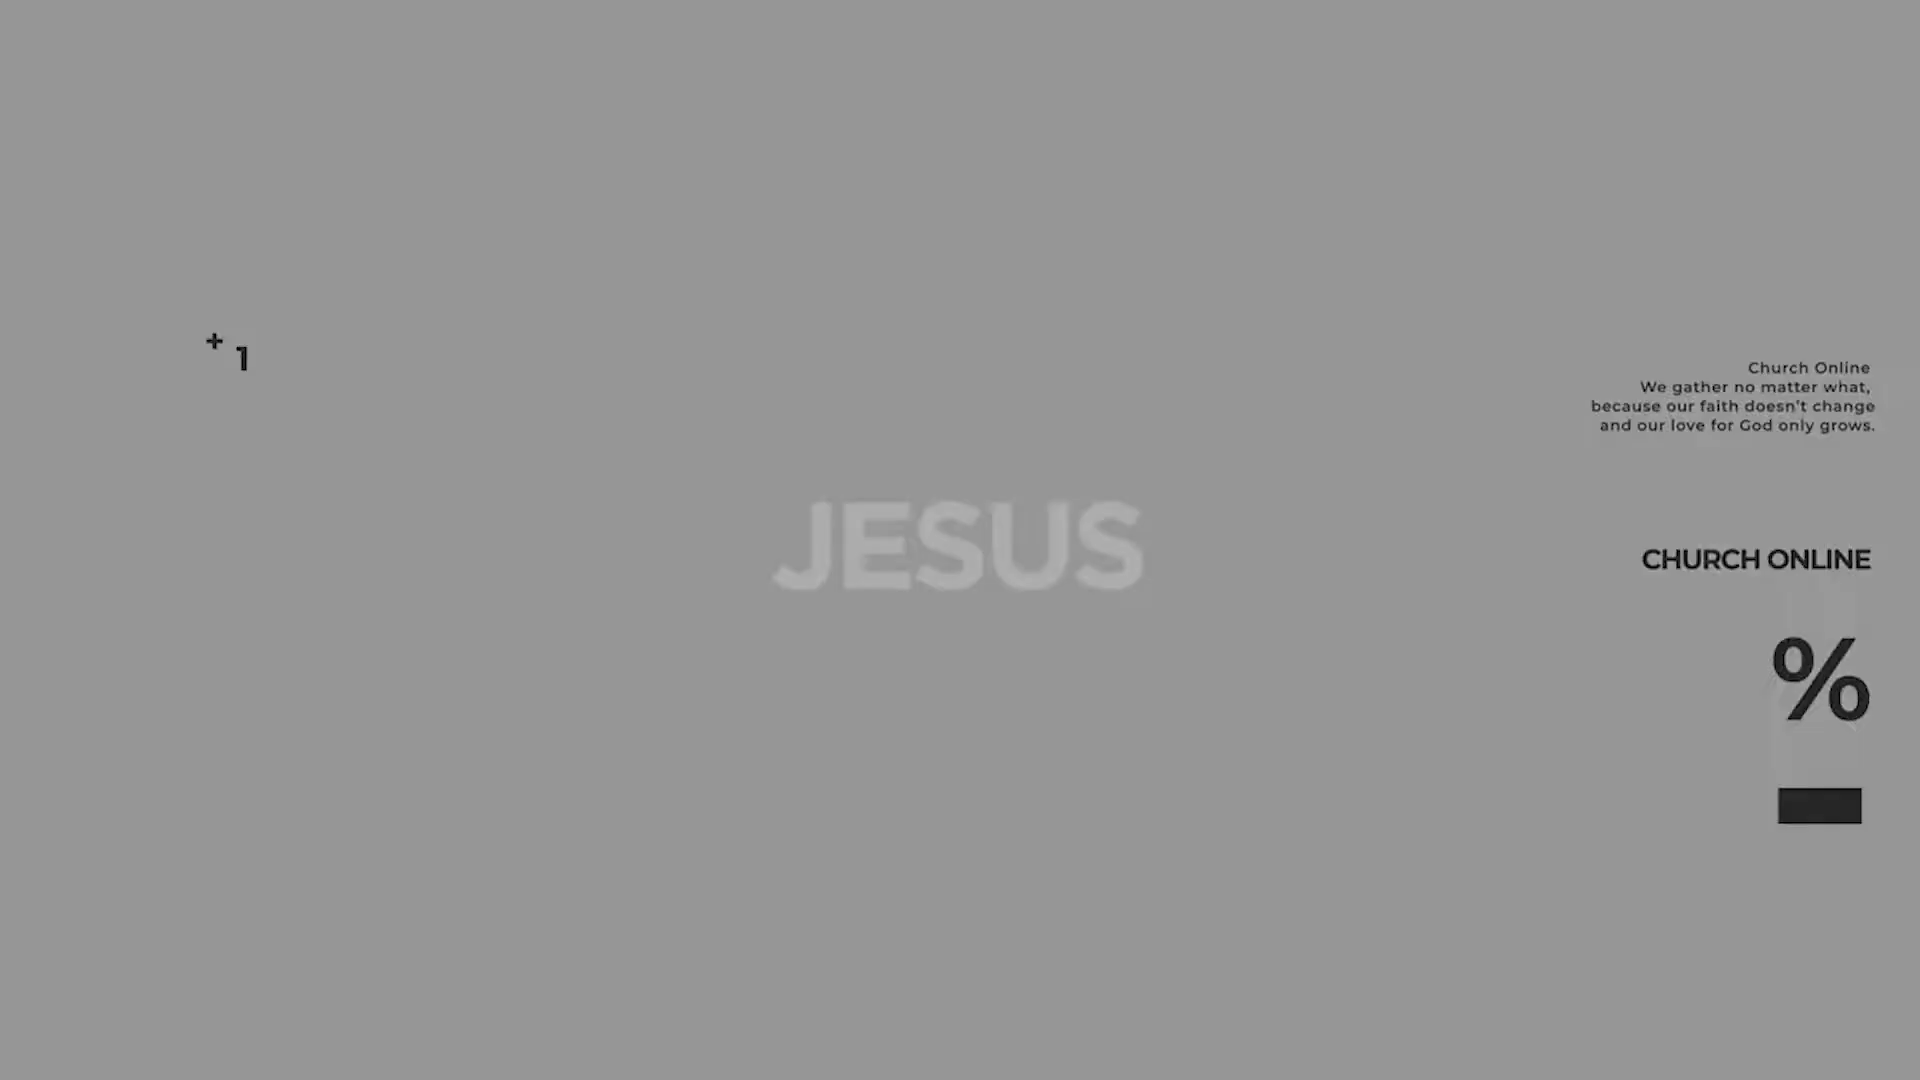 + 1
Church Online
We gather no matter what,
because our faith doesn't change
and our love for God only grows.
JESUS
CHURCH ONLINE
%